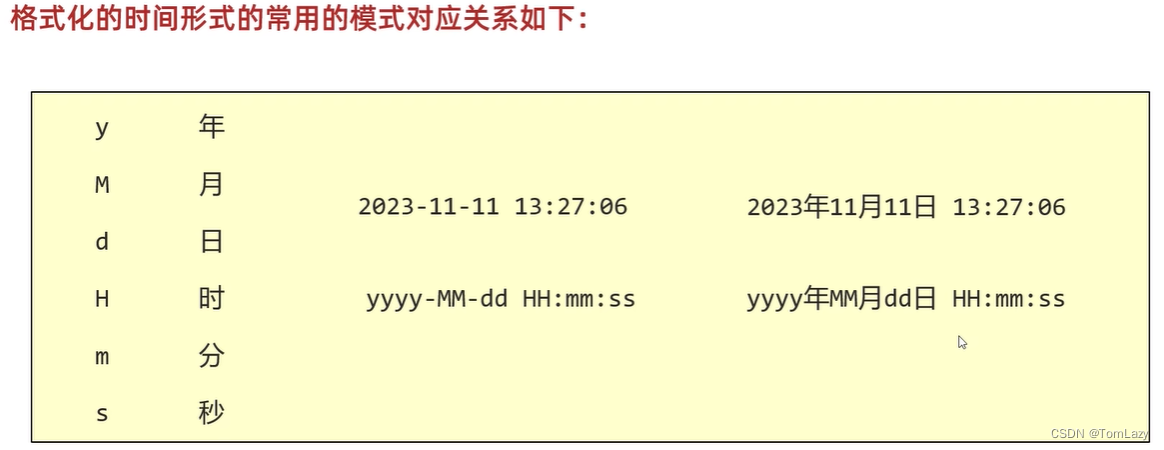 格式化的时间形式的常用的模式对应关系如下：
y 年
M 月
2023-11-11 13:27:06 2023年11月11日 13:27:06
d 日
H 时
yyyy-MM-dd HH:mm:ss yyyy年MM月dd日 HH:mm:ss
m 分
s 秒
CSDN @TomLazy